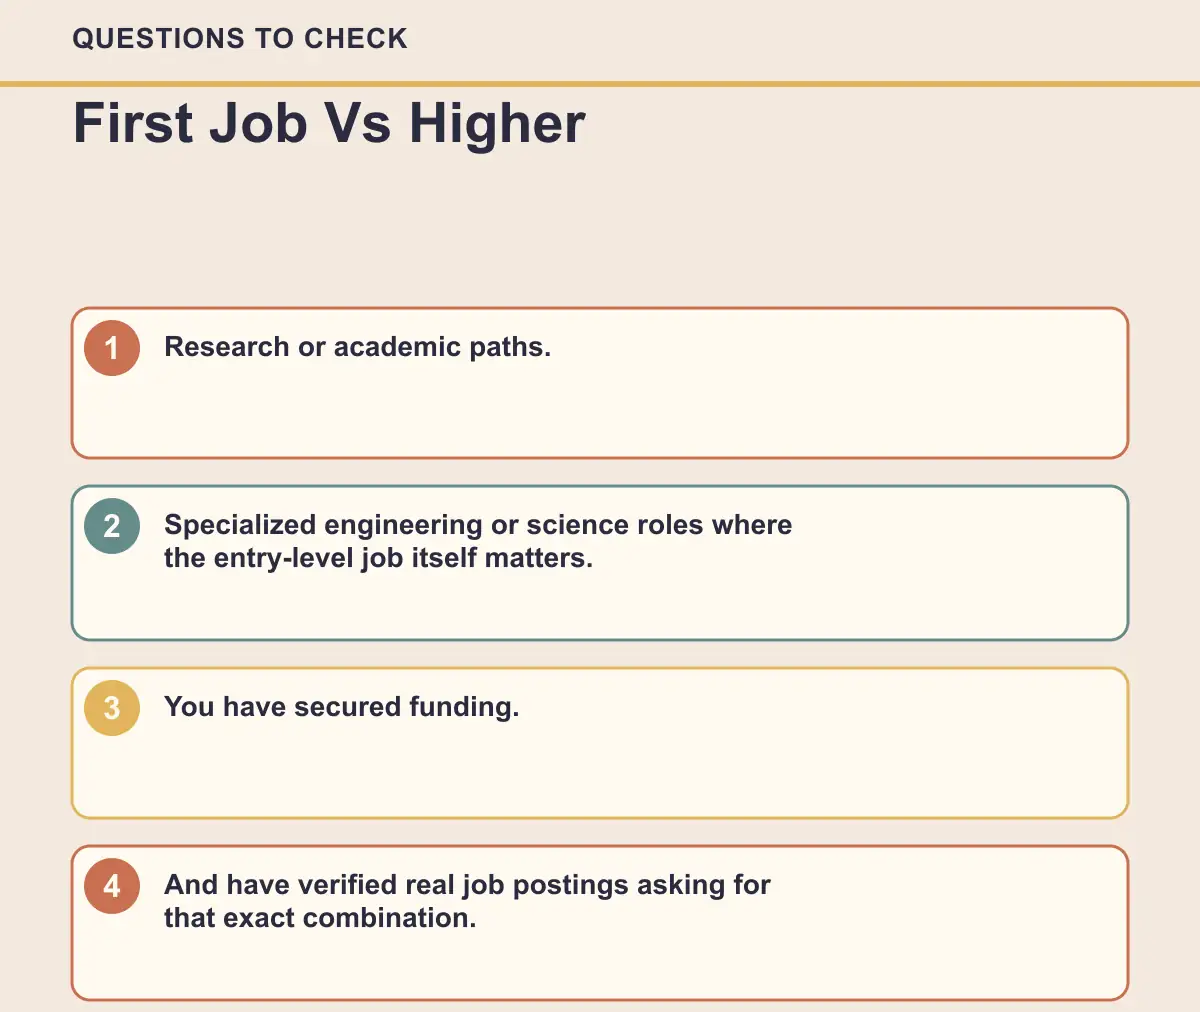 QUESTIONS TO CHECK
First Job Vs Higher
1
Research or academic paths.
2
Specialized engineering or science roles where
the entry-level job itself matters.
3
You have secured funding.
4
And have verified real job postings asking for
that exact combination.